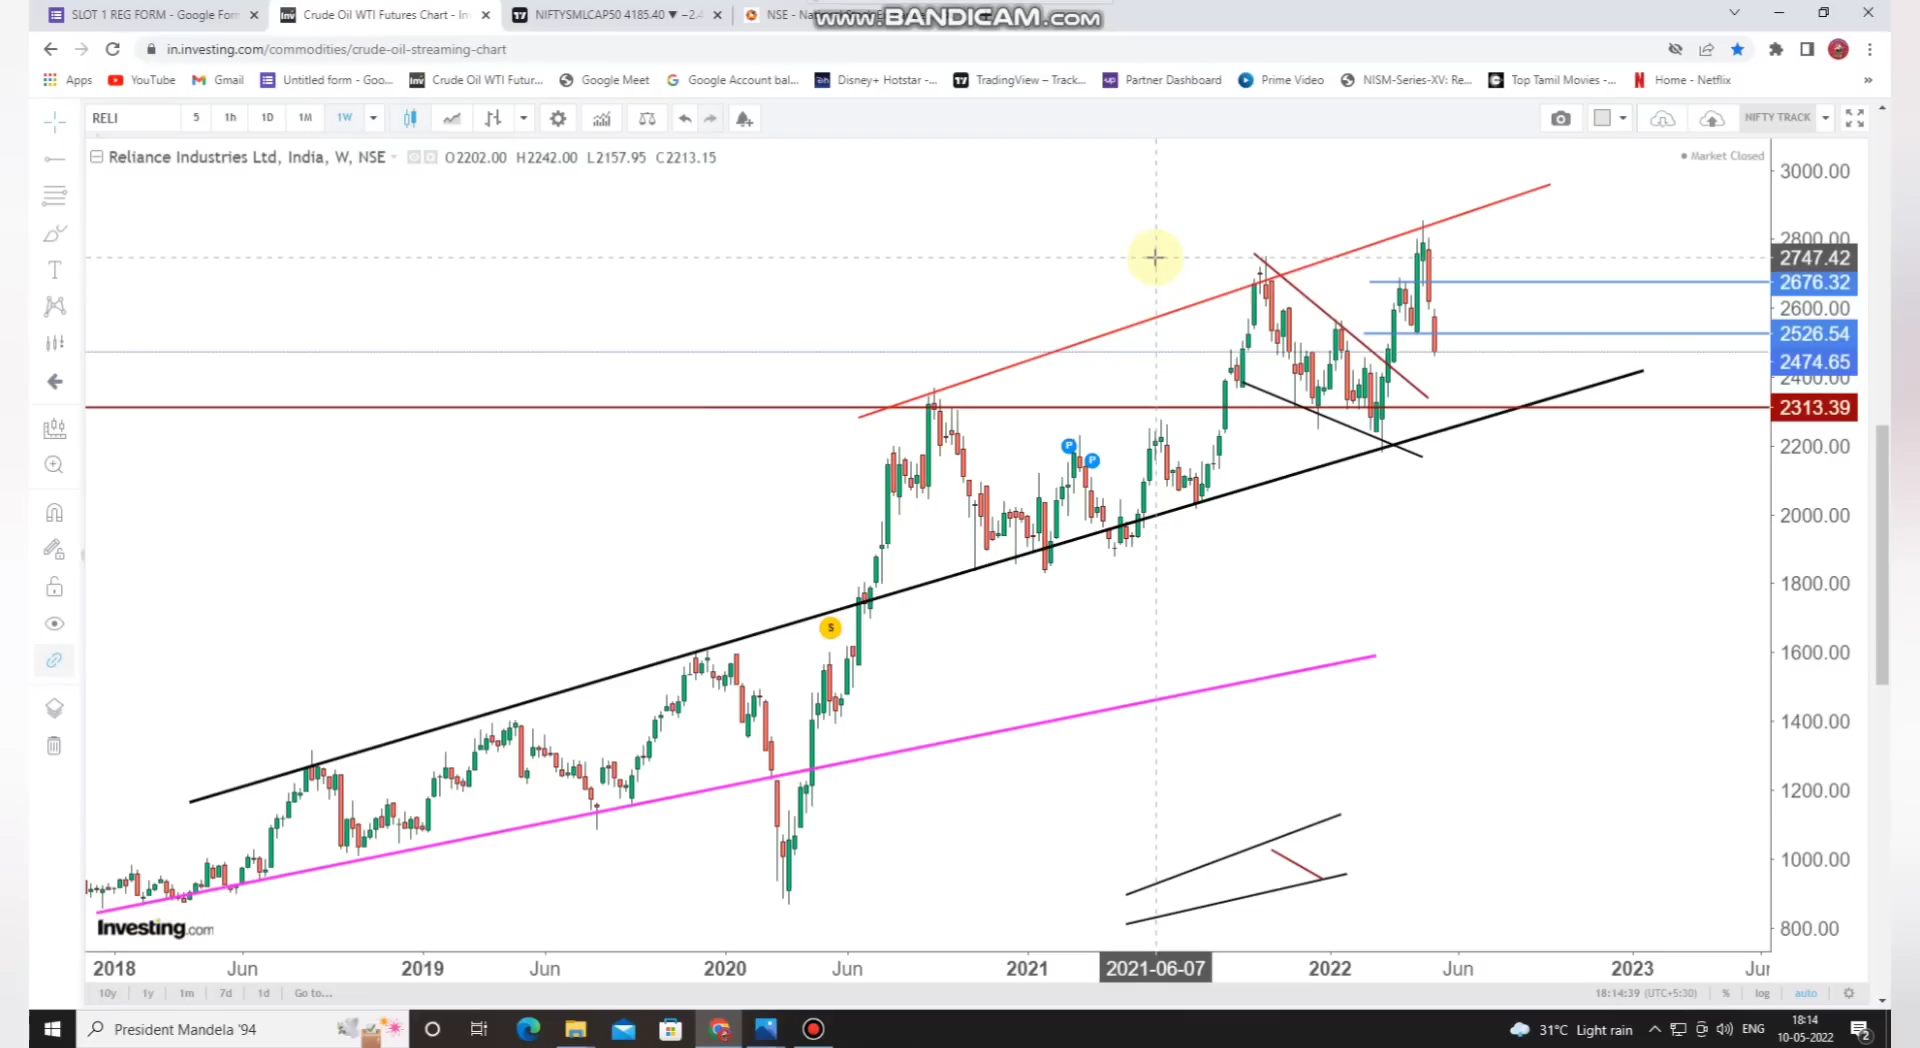 SLOT 1 REG FORM - Google Form
Crude Oil WTI Futures Chart - In
NIFTYSMLCAP50 4185.40 ▼ −2.4
NSE - Nat
www.BANDICAM.com
in.investing.com/commodities/crude-oil-streaming-chart
Apps YouTube Gmail Untitled form - Goo... Crude Oil WTI Futur... Google Meet Google Account bal... Disney+ Hotstar -... TradingView – Track... Partner Dashboard Prime Video NISM-Series-XV: Re... Top Tamil Movies -... Home - Netflix »
RELI 5 1h 1D 1M 1W NIFTY TRACK
Reliance Industries Ltd, India, W, NSE O2202.00 H2242.00 L2157.95 C2213.15
Market Closed
3000.00
2800.00
2747.42
2676.32
2600.00
2526.54
2474.65
2400.00
2313.39
2200.00
2000.00
1800.00
1600.00
1400.00
1200.00
1000.00
800.00
P
P
S
Investing.com
2018 Jun 2019 Jun 2020 Jun 2021 2021-06-07 2022 Jun 2023 Jur
10y 1y 1m 7d 1d Go to... 18:14:39 (UTC+5:30) % log auto
President Mandela '94
31°C Light rain ENG
18:14
10-05-2022
2